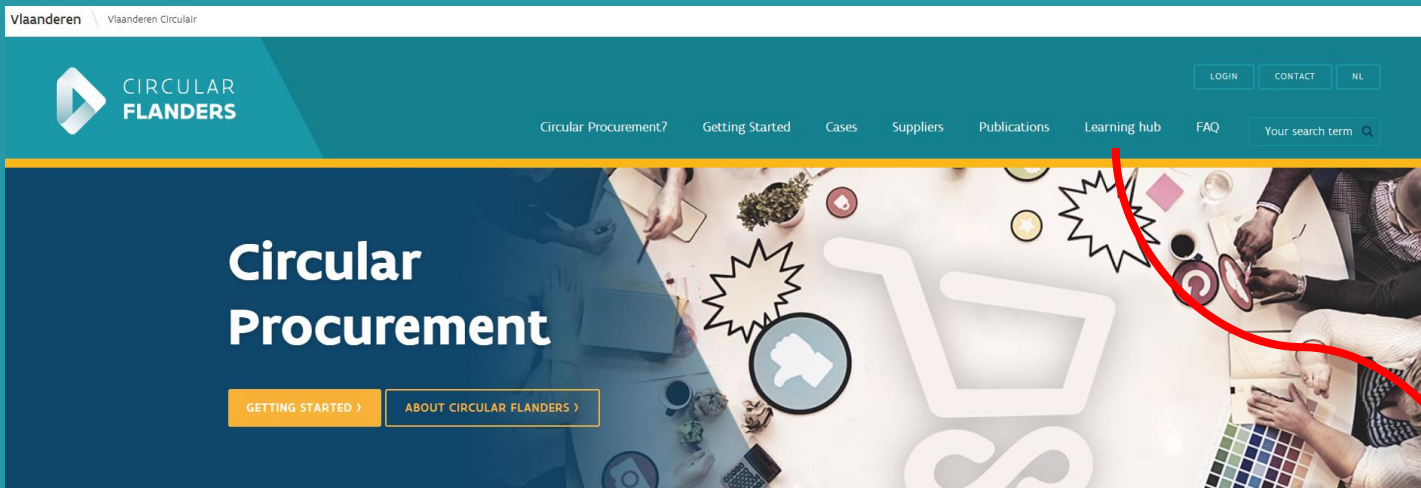 Vlaanderen \ Vlaanderen Circulair
CIRCULAR
FLANDERS
LOGIN CONTACT NL
Circular Procurement? Getting Started Cases Suppliers Publications Learning hub FAQ Your search term
Circular
Procurement
GETTING STARTED › ABOUT CIRCULAR FLANDERS ›